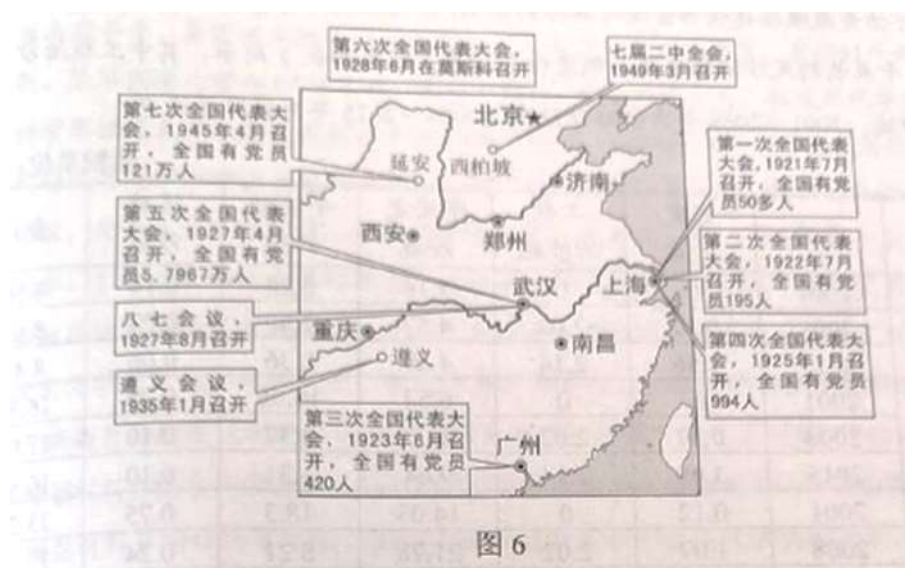 第六次全国代表大会，
1928年6月在莫斯科召开
七届二中全会，
1949年3月召开
第七次全国代表大
会，1945年4月召
开，全国有党员
121万人
第五次全国代表
大会，1927年4月
召开，全国有党
员5.7967万人
八七会议，
1927年8月召开
遵义会议，
1935年1月召开
第三次全国代表大
会，1923年6月召
开，全国有党员
420人
北京
延安
西柏坡
济南
西安
郑州
武汉
上海
重庆
遵义
南昌
广州
第一次全国代表
大会，1921年7月
召开，全国有党
员50多人
第二次全国代表
大会，1922年7月
召开，全国有党
员195人
第四次全国代表大
会，1925年1月召
开，全国有党员
994人
图6